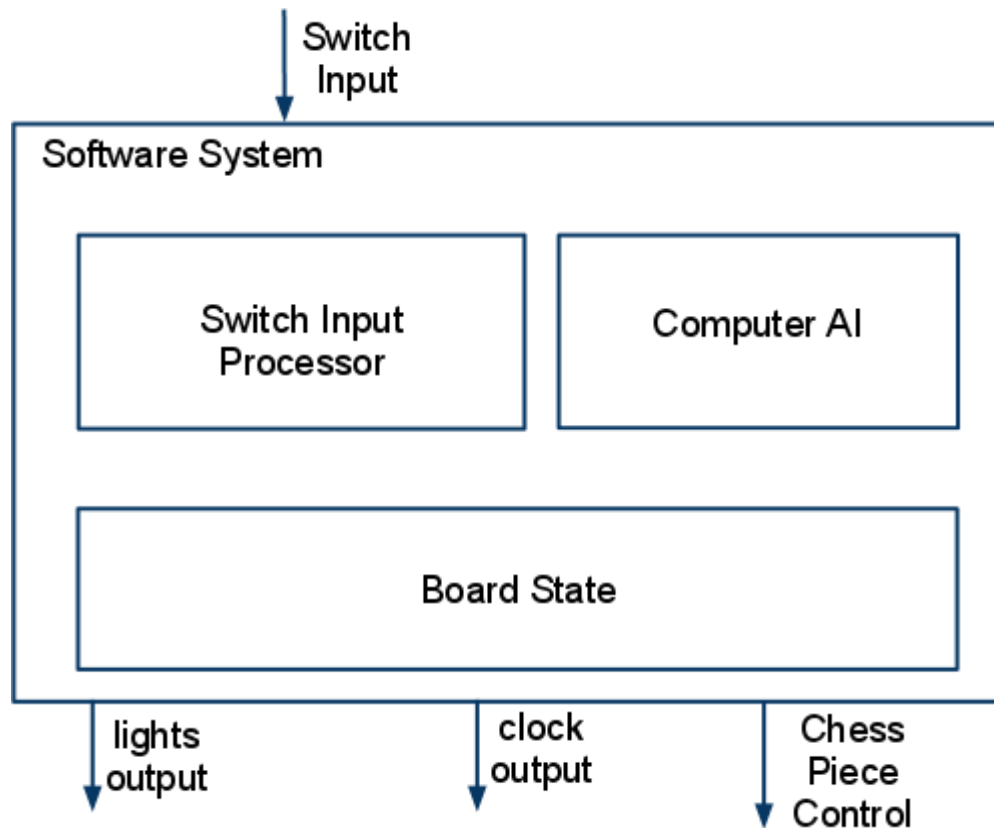 Switch
Input
Software System
Switch Input
Processor
Computer AI
Board State
lights
output
clock
output
Chess
Piece
Control